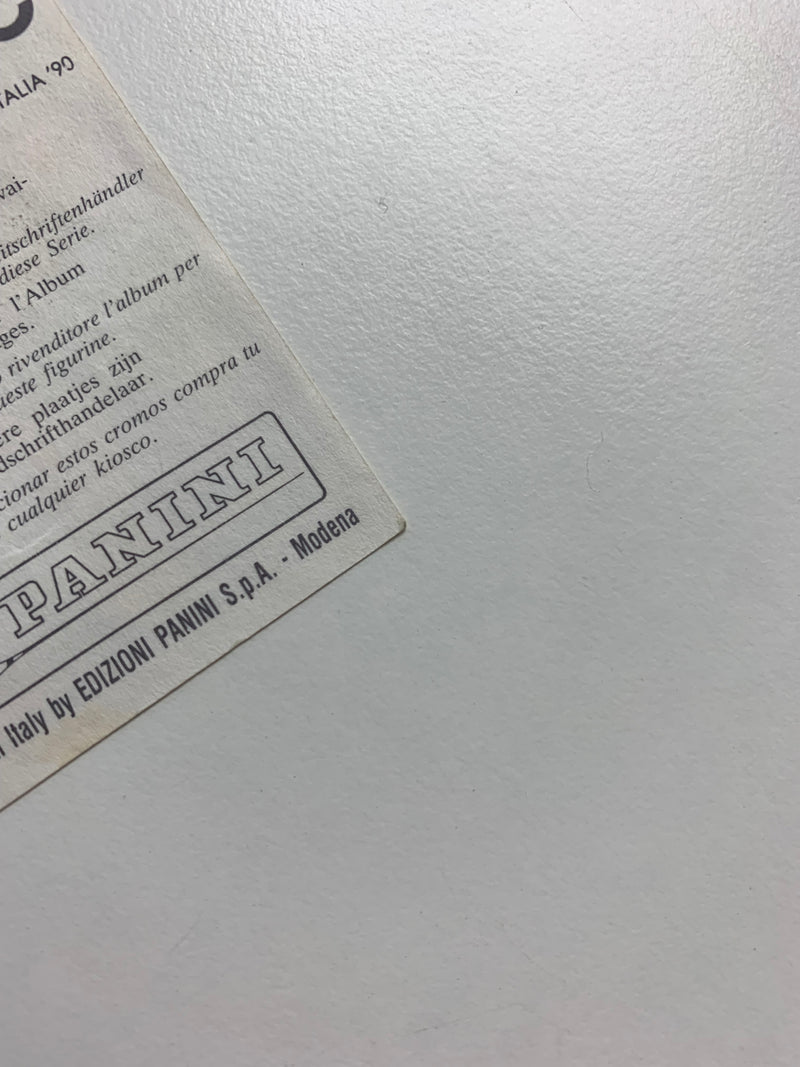 TALIA '90
vai-
itschriftenhändler
diese Serie.
l'Album
ges.
rivenditore l'album per
ueste figurine.
ere plaatjes zijn
dschrifthandelaar.
cionar estos cromos compra tu
cualquier kiosco.
PANINI
Italy by EDIZIONI PANINI S.p.A. - Modena